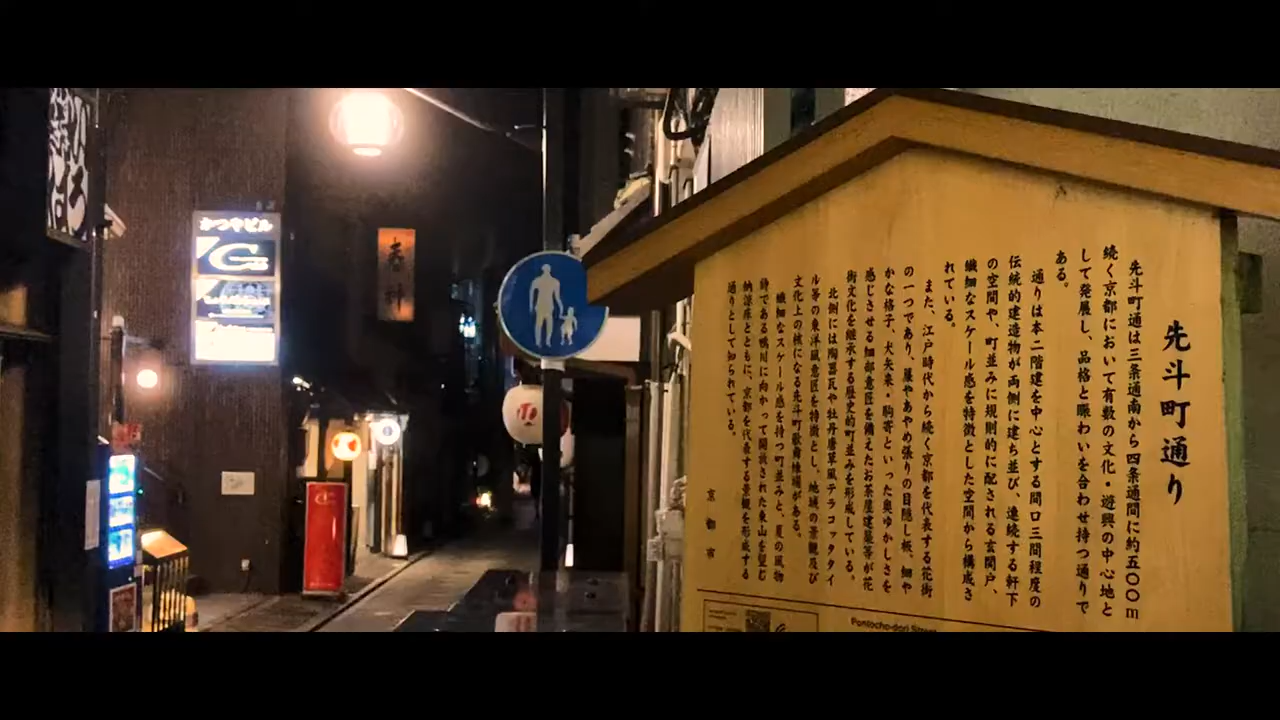 先斗町通り
先斗町通は三条通南から四条通間に約五〇〇m
続く京都において有数の文化・遊興の中心地と
して発展し、品格と賑わいを合わせ持つ通りで
ある。
通りは本二階建を中心とする間口三間程度の
伝統的建造物が両側に建ち並び、連続する軒下
の空間や、町並みに規則的に配される玄関戸、
繊細なスケール感を特徴とした空間から構成さ
れている。
また、江戸時代から続く京都を代表する花街
の一つであり、簾やあやめ張りの目隠し板、細や
かな格子、犬矢来・駒寄といった奥ゆかしさを
感じさせる細部意匠を備えたお茶屋建築等が花
街文化を継承する歴史的町並みを形成している。
北側には陶器瓦や牡丹唐草風テラコッタタイ
ル等の東洋風意匠を特徴とし、地域の景観及び
文化上の核になる先斗町歌舞練場がある。
繊細なスケール感を持つ町並みと、夏の風物
詩である鴨川に向かって開放された東山を望む
納涼床とともに、京都を代表する景観を形成する
通りとして知られている。
京都市
Pontocho-dori Street
かつやビル